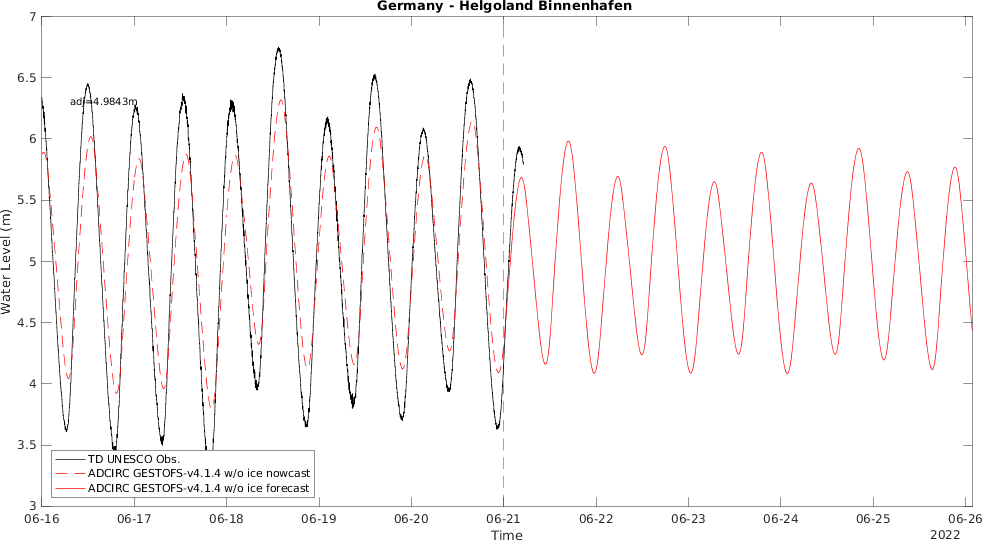 Germany - Helgoland Binnenhafen
7
6.5
6
5.5
5
4.5
4
3.5
3
Water Level (m)
adj=4.9843m
TD UNESCO Obs.
ADCIRC GESTOFS-v4.1.4 w/o ice nowcast
ADCIRC GESTOFS-v4.1.4 w/o ice forecast
06-16 06-17 06-18 06-19 06-20 06-21 06-22 06-23 06-24 06-25 06-26
Time
2022